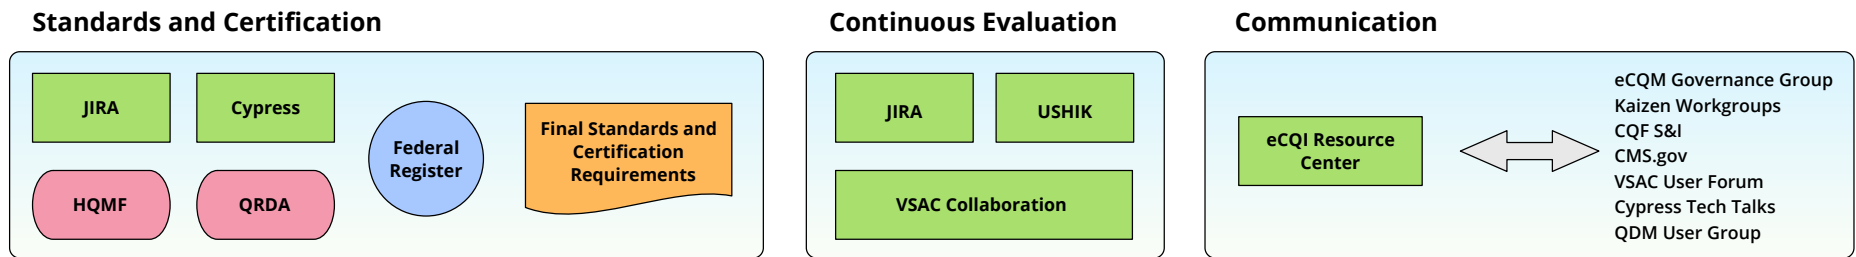 Standards and Certification
JIRA
Cypress
HQMF
QRDA
Federal
Register
Final Standards and
Certification
Requirements
Continuous Evaluation
JIRA
USHIK
VSAC Collaboration
Communication
eCQI Resource
Center
eCQM Governance Group
Kaizen Workgroups
CQF S&I
CMS.gov
VSAC User Forum
Cypress Tech Talks
QDM User Group